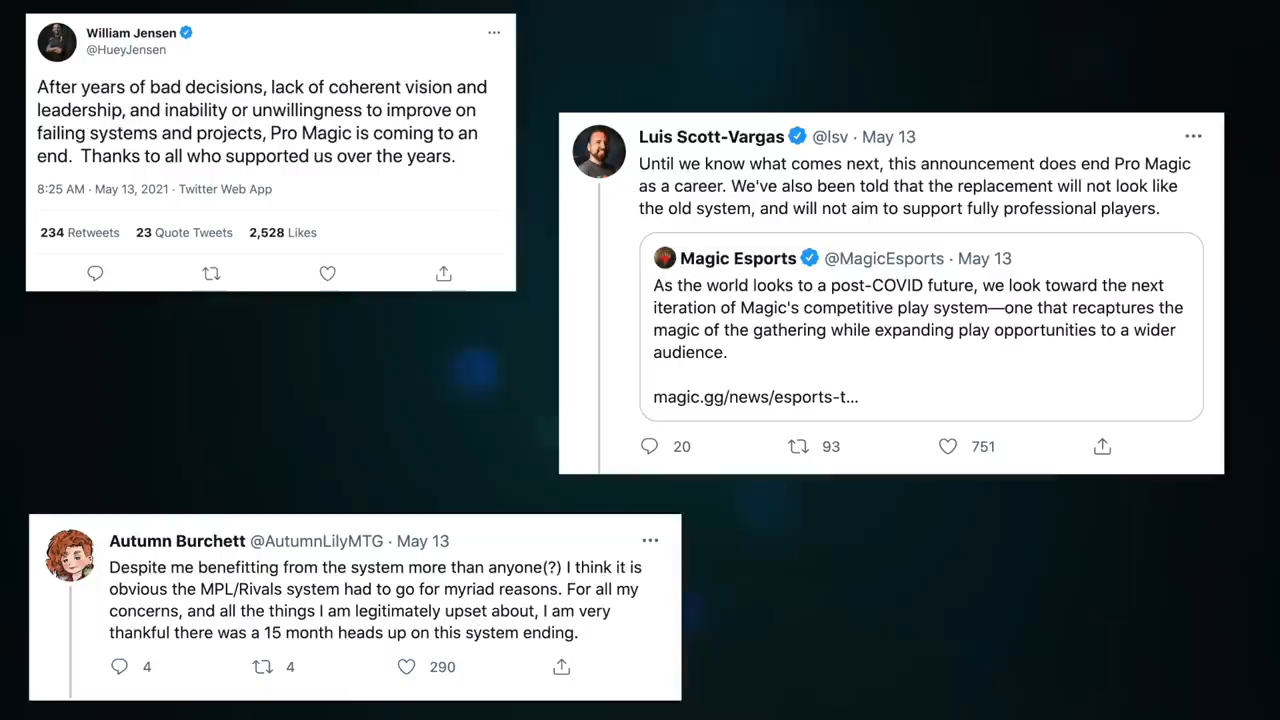 William Jensen
@HueyJensen
After years of bad decisions, lack of coherent vision and
leadership, and inability or unwillingness to improve on
failing systems and projects, Pro Magic is coming to an
end.  Thanks to all who supported us over the years.
8:25 AM · May 13, 2021 · Twitter Web App
234 Retweets 23 Quote Tweets 2,528 Likes
Luis Scott-Vargas @lsv · May 13
Until we know what comes next, this announcement does end Pro Magic
as a career. We've also been told that the replacement will not look like
the old system, and will not aim to support fully professional players.
Magic Esports @MagicEsports · May 13
As the world looks to a post-COVID future, we look toward the next
iteration of Magic's competitive play system—one that recaptures the
magic of the gathering while expanding play opportunities to a wider
audience.
magic.gg/news/esports-t...
20 93 751
Autumn Burchett @AutumnLilyMTG · May 13
Despite me benefitting from the system more than anyone(?) I think it is
obvious the MPL/Rivals system had to go for myriad reasons. For all my
concerns, and all the things I am legitimately upset about, I am very
thankful there was a 15 month heads up on this system ending.
4 4 290